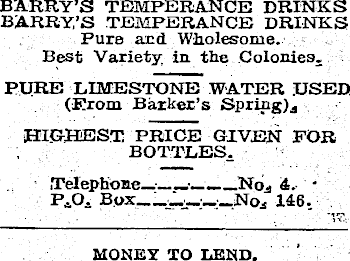 BARRY'S TEMPERANCE DRINKS
BARRY'S TEMPERANCE DRINKS
Pure and Wholesome.
Best Variety in the Colonies.
PURE LIMESTONE WATER USED
(From Barker's Spring).
HIGHEST PRICE GIVEN FOR
BOTTLES.
Telephone——————No. 4.
P.O. Box——————No. 146.
MONEY TO LEND.